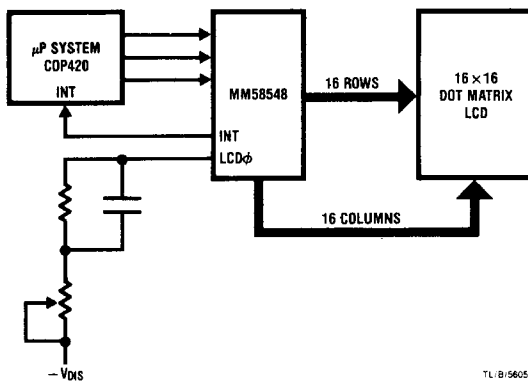 μP SYSTEM
COP420
INT
MM58548
INT
LCDϕ
16 ROWS
16 × 16
DOT MATRIX
LCD
16 COLUMNS
−VDIS
TL/B/5605